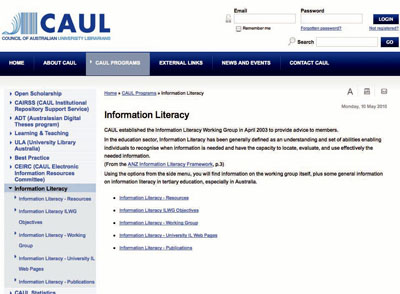 CAUL
COUNCIL OF AUSTRALIAN UNIVERSITY LIBRARIANS
Email
Password
LOGIN
Remember me
Forgotten password?
Not registered?
Search
GO
HOME
ABOUT CAUL
CAUL PROGRAMS
EXTERNAL LINKS
NEWS AND EVENTS
CONTACT CAUL
Open Scholarship
CAIRSS (CAUL Institutional
Repository Support Service)
ADT (Australasian Digital
Theses program)
Learning & Teaching
ULA (University Library
Australia)
Best Practice
CEIRC (CAUL Electronic
Information Resources
Committee)
Information Literacy
Information Literacy - Resources
Information Literacy ILWG
Objectives
Information Literacy - Working
Group
Information Literacy - University IL
Web Pages
Information Literacy - Publications
CAUL Statistics
Home » CAUL Programs » Information Literacy
A
Monday, 10 May 2010
Information Literacy
CAUL established the Information Literacy Working Group in April 2003 to provide advice to members.
In the education sector, Information Literacy has been generally defined as an understanding and set of abilities enabling
individuals to recognise when information is needed and have the capacity to locate, evaluate, and use effectively the
needed information.
(From the ANZ Information Literacy Framework, p.3)
Using the options from the side menu, you will find information on the working group itself, plus some general information
on information literacy in tertiary education, especially in Australia.
Information Literacy - Resources
Information Literacy ILWG Objectives
Information Literacy - Working Group
Information Literacy - University IL Web Pages
Information Literacy - Publications